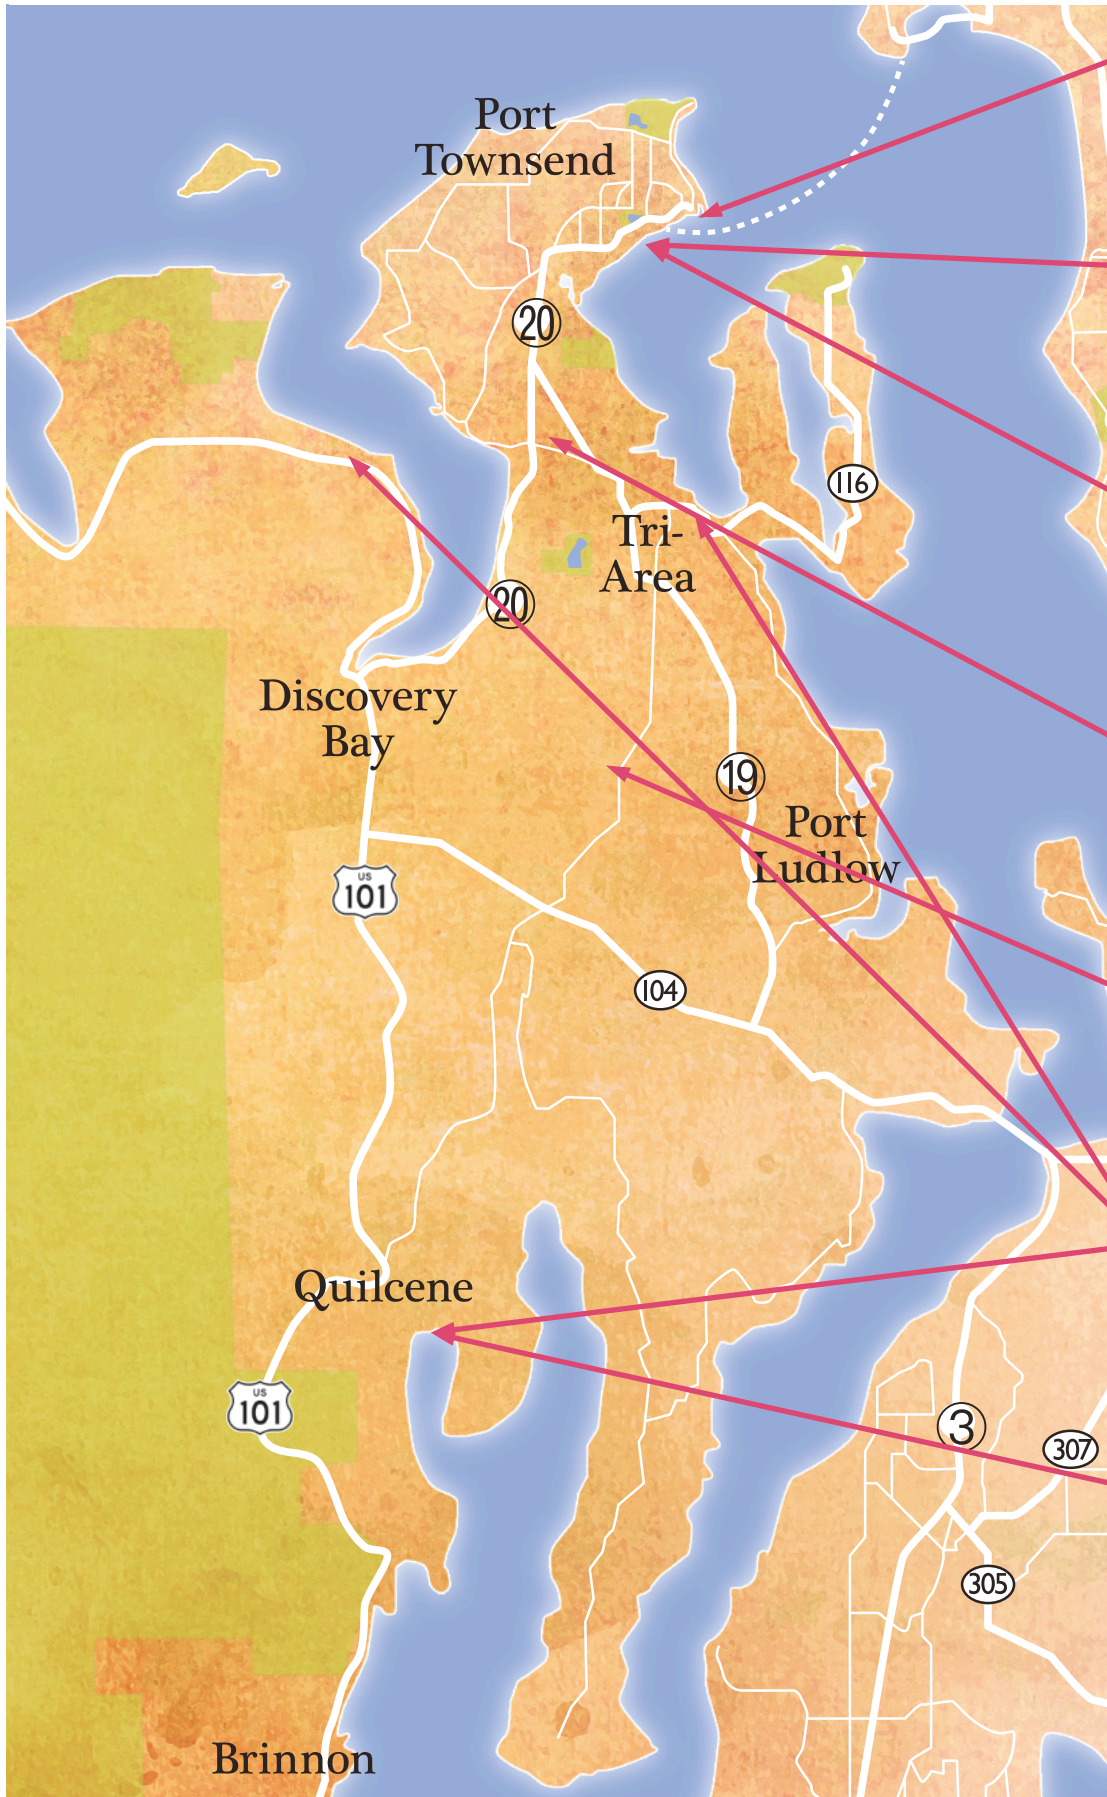 Port
Townsend
20
116
Tri-
Area
20
Discovery
Bay
19
Port
Ludlow
US
101
104
Quilcene
US
101
3
307
305
Brinnon